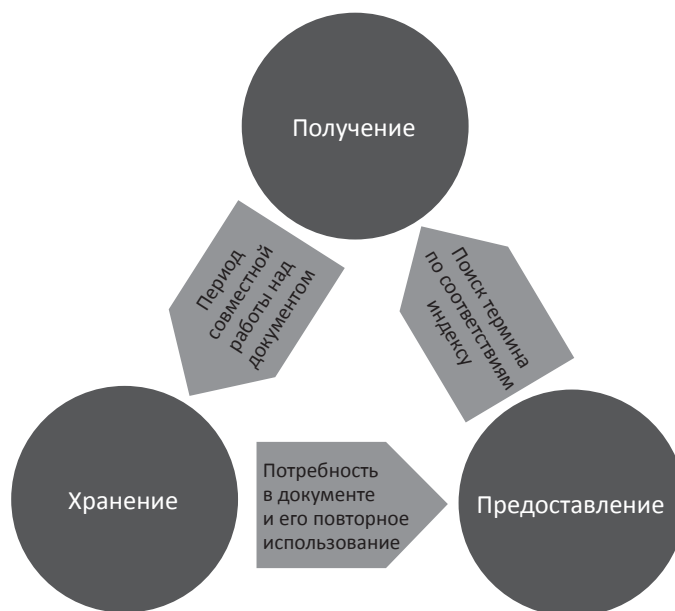 Получение
Период
совместной
работы над
документом
Поиск термина
по соответствиям
индексу
Хранение
Потребность
в документе
и его повторное
использование
Предоставление